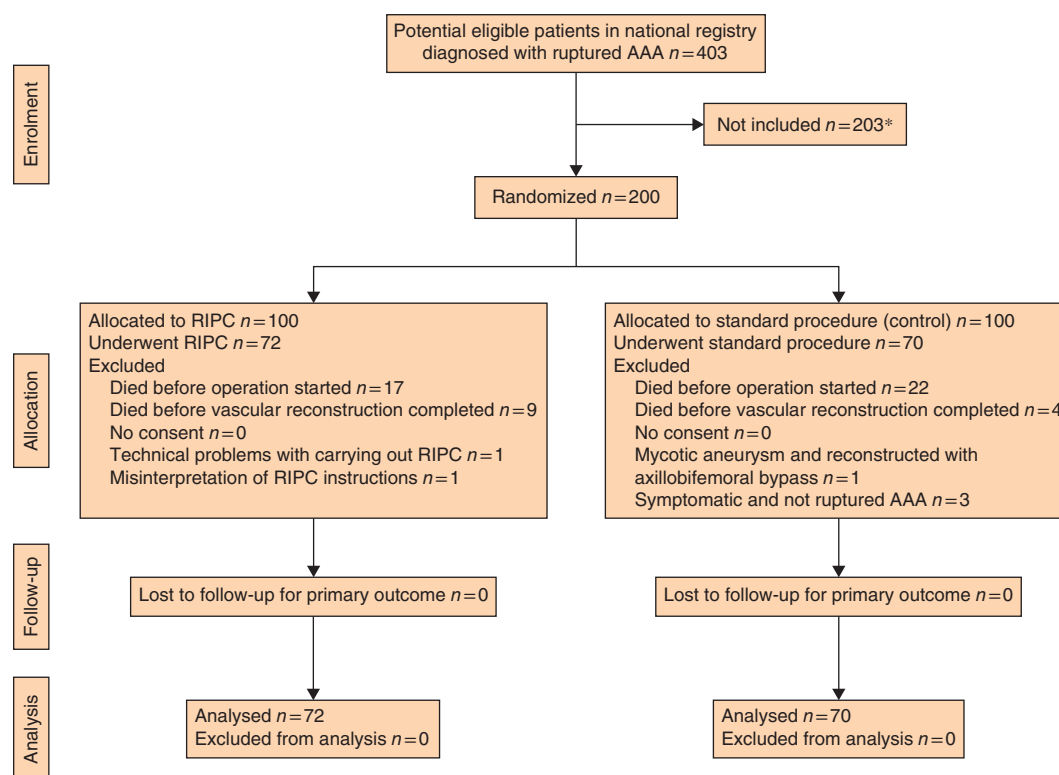 Enrolment
Potential eligible patients in national registry
diagnosed with ruptured AAA n=403
Not included n=203*
Randomized n=200
Allocation
Allocated to RIPC n=100
Underwent RIPC n=72
Excluded
Died before operation started n=17
Died before vascular reconstruction completed n=9
No consent n=0
Technical problems with carrying out RIPC n=1
Misinterpretation of RIPC instructions n=1
Allocated to standard procedure (control) n=100
Underwent standard procedure n=70
Excluded
Died before operation started n=22
Died before vascular reconstruction completed n=4
No consent n=0
Mycotic aneurysm and reconstructed with
axillobifemoral bypass n=1
Symptomatic and not ruptured AAA n=3
Follow-up
Lost to follow-up for primary outcome n=0
Lost to follow-up for primary outcome n=0
Analysis
Analysed n=72
Excluded from analysis n=0
Analysed n=70
Excluded from analysis n=0